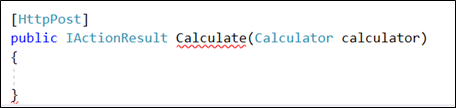 [HttpPost]
public IActionResult Calculate(Calculator calculator)
{
}